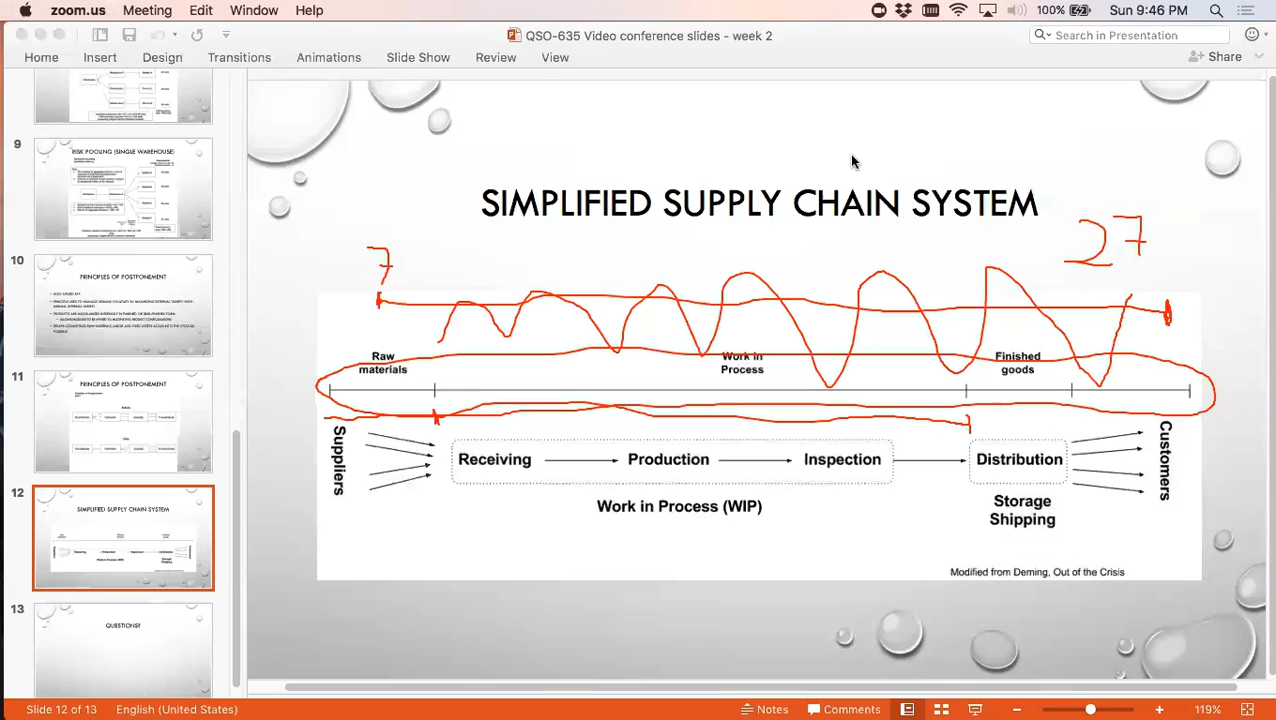 zoom.us Meeting Edit Window Help 100% Sun 9:46 PM
QSO-635 Video conference slides - week 2 Search in Presentation
Home Insert Design Transitions Animations Slide Show Review View Share
9
RISK POOLING (SINGLE WAREHOUSE)
10
PRINCIPLES OF POSTPONEMENT
11
PRINCIPLES OF POSTPONEMENT
12
SIMPLIFIED SUPPLY CHAIN SYSTEM
13
QUESTIONS?
SIMPLIFIED SUPPLY CHAIN SYSTEM
7 27
Raw materials
Work in Process
Finished goods
Suppliers
Receiving Production Inspection Distribution
Customers
Work in Process (WIP)
Storage
Shipping
Modified from Deming, Out of the Crisis
Slide 12 of 13 English (United States) Notes Comments 119%